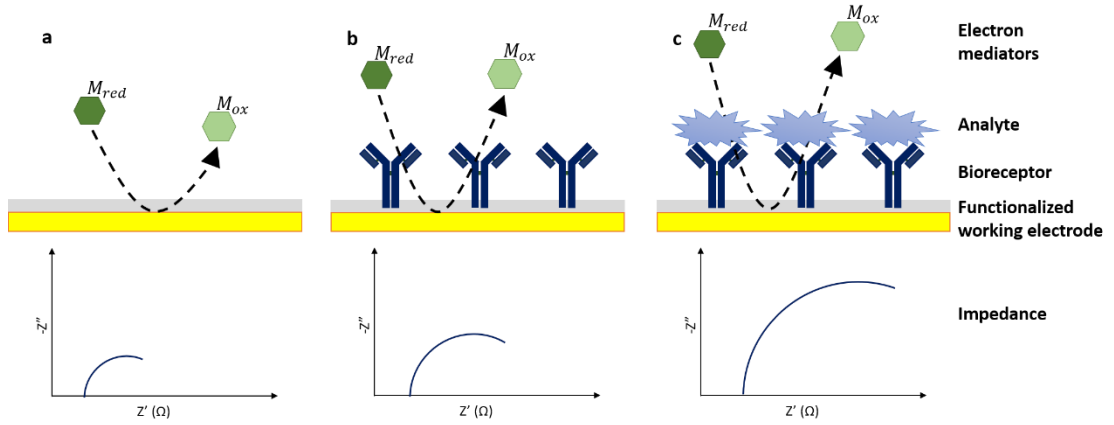 a
M_red
M_ox
b
M_red
M_ox
c
M_red
M_ox
Electron
mediators
Analyte
Bioreceptor
Functionalized
working electrode
-Z″
Z′ (Ω)
-Z″
Z′ (Ω)
-Z″
Z′ (Ω)
Impedance